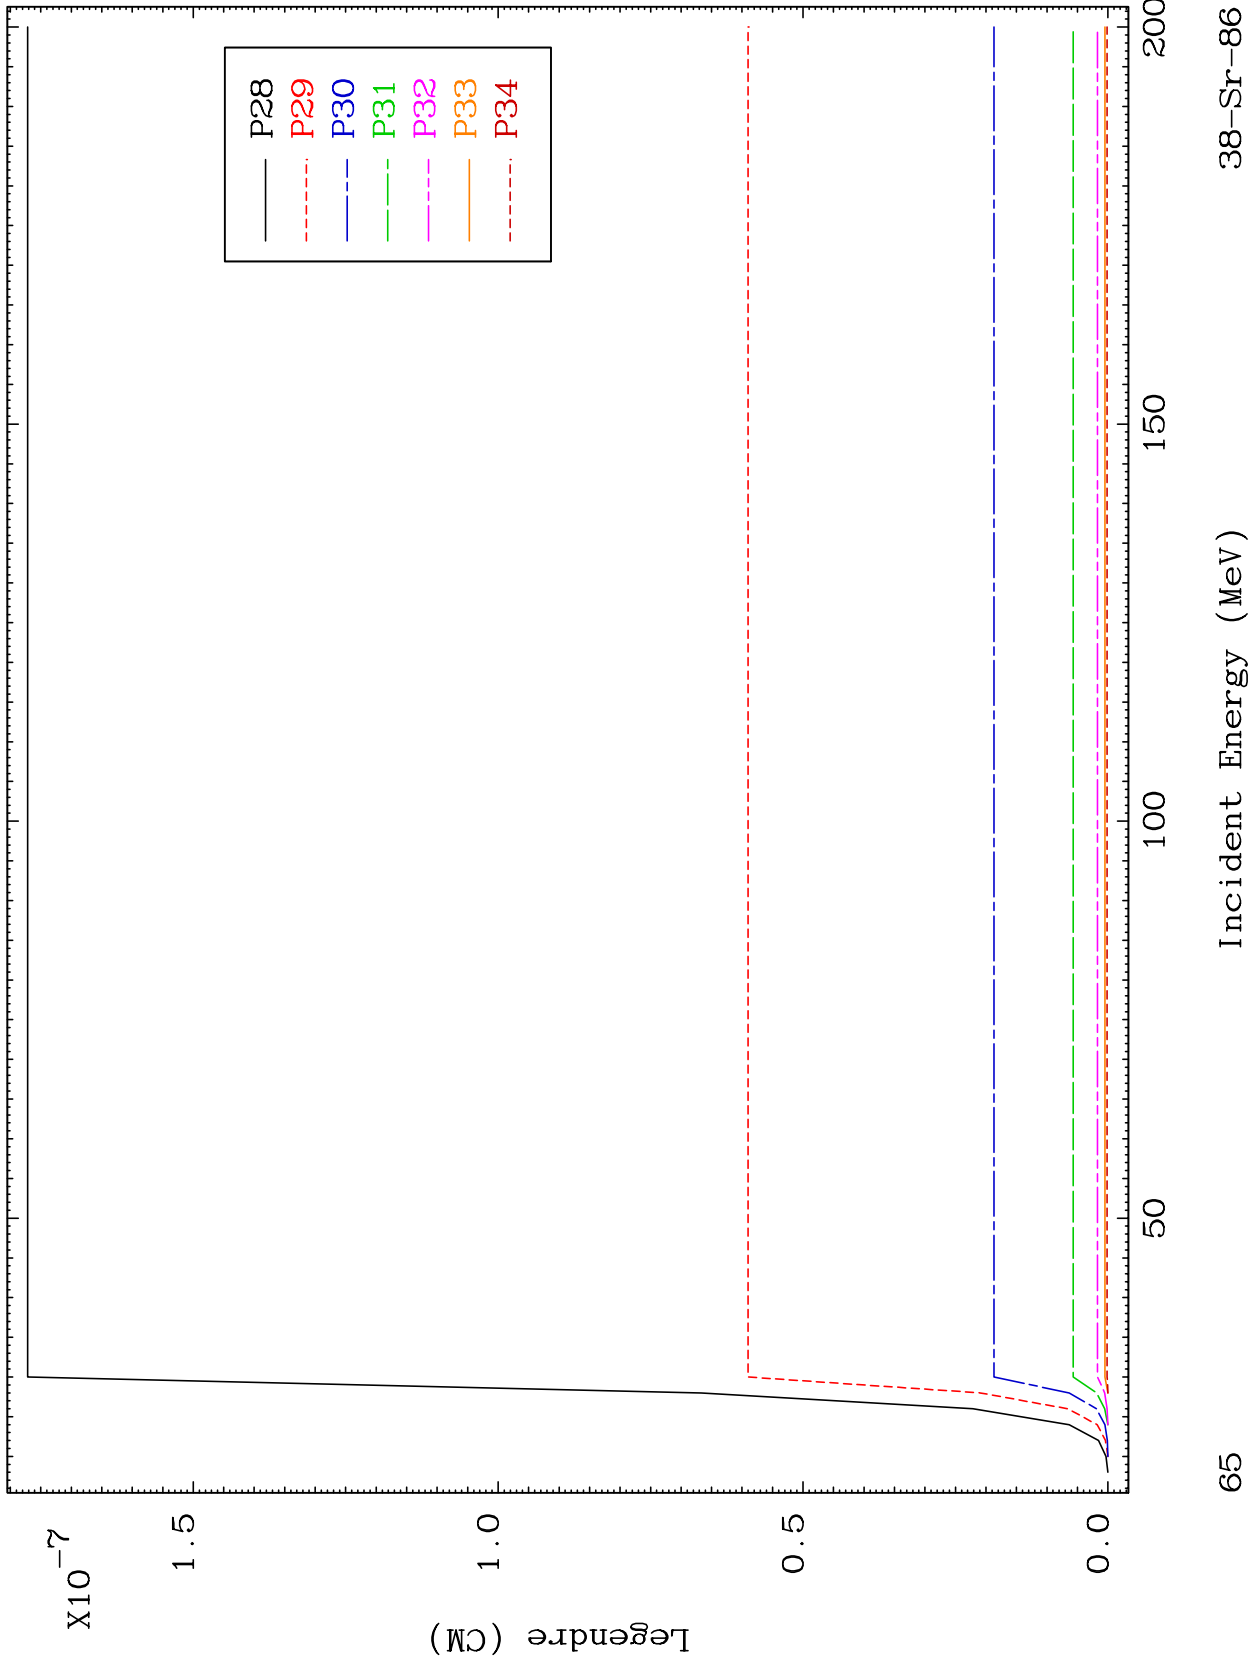 X10-7
1.5
1.0
0.5
0.0
Legendre (CM)
P28
P29
P30
P31
P32
P33
P34
50
100
150
200
Incident Energy (MeV)
65
38-Sr-86